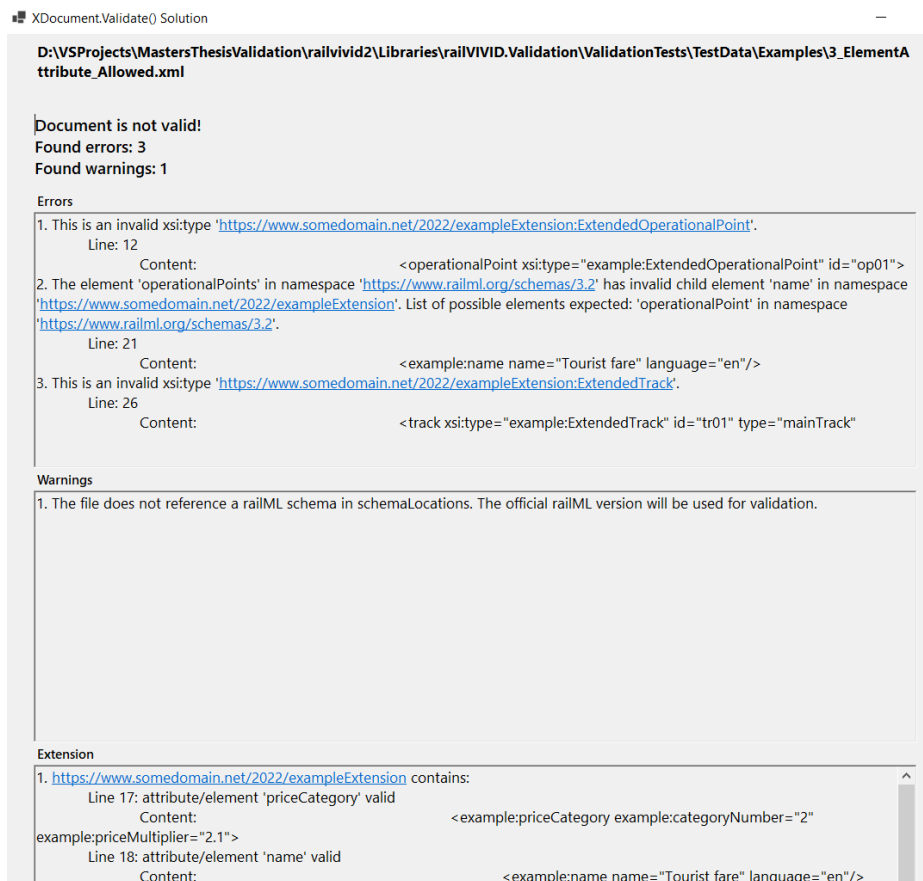 XDocument.Validate() Solution
D:\VSProjects\MastersThesisValidation\railvivid2\Libraries\railVIVID.Validation\ValidationTests\TestData\Examples\3_ElementA
ttribute_Allowed.xml
Document is not valid!
Found errors: 3
Found warnings: 1
Errors
1. This is an invalid xsi:type 'https://www.somedomain.net/2022/exampleExtension:ExtendedOperationalPoint'.
Line: 12
Content: <operationalPoint xsi:type="example:ExtendedOperationalPoint" id="op01">
2. The element 'operationalPoints' in namespace 'https://www.railml.org/schemas/3.2' has invalid child element 'name' in namespace
'https://www.somedomain.net/2022/exampleExtension'. List of possible elements expected: 'operationalPoint' in namespace
'https://www.railml.org/schemas/3.2'.
Line: 21
Content: <example:name name="Tourist fare" language="en"/>
3. This is an invalid xsi:type 'https://www.somedomain.net/2022/exampleExtension:ExtendedTrack'.
Line: 26
Content: <track xsi:type="example:ExtendedTrack" id="tr01" type="mainTrack"
Warnings
1. The file does not reference a railML schema in schemaLocations. The official railML version will be used for validation.
Extension
1. https://www.somedomain.net/2022/exampleExtension contains:
Line 17: attribute/element 'priceCategory' valid
Content: <example:priceCategory example:categoryNumber="2"
example:priceMultiplier="2.1">
Line 18: attribute/element 'name' valid
Content: <example:name name="Tourist fare" language="en"/>